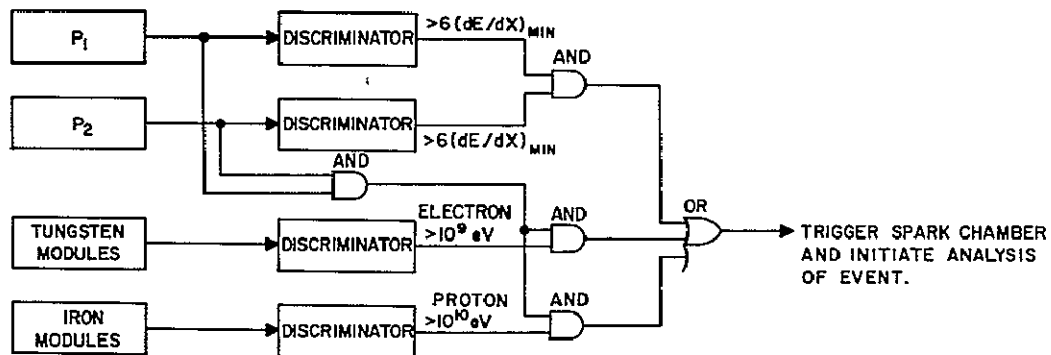 P1
DISCRIMINATOR
>6(dE/dX)MIN
AND
P2
DISCRIMINATOR
>6(dE/dX)MIN
AND
TUNGSTEN
MODULES
DISCRIMINATOR
ELECTRON
>10⁹ eV
AND
OR
TRIGGER SPARK CHAMBER
AND INITIATE ANALYSIS
OF EVENT.
IRON
MODULES
DISCRIMINATOR
PROTON
>10¹⁰ eV
AND